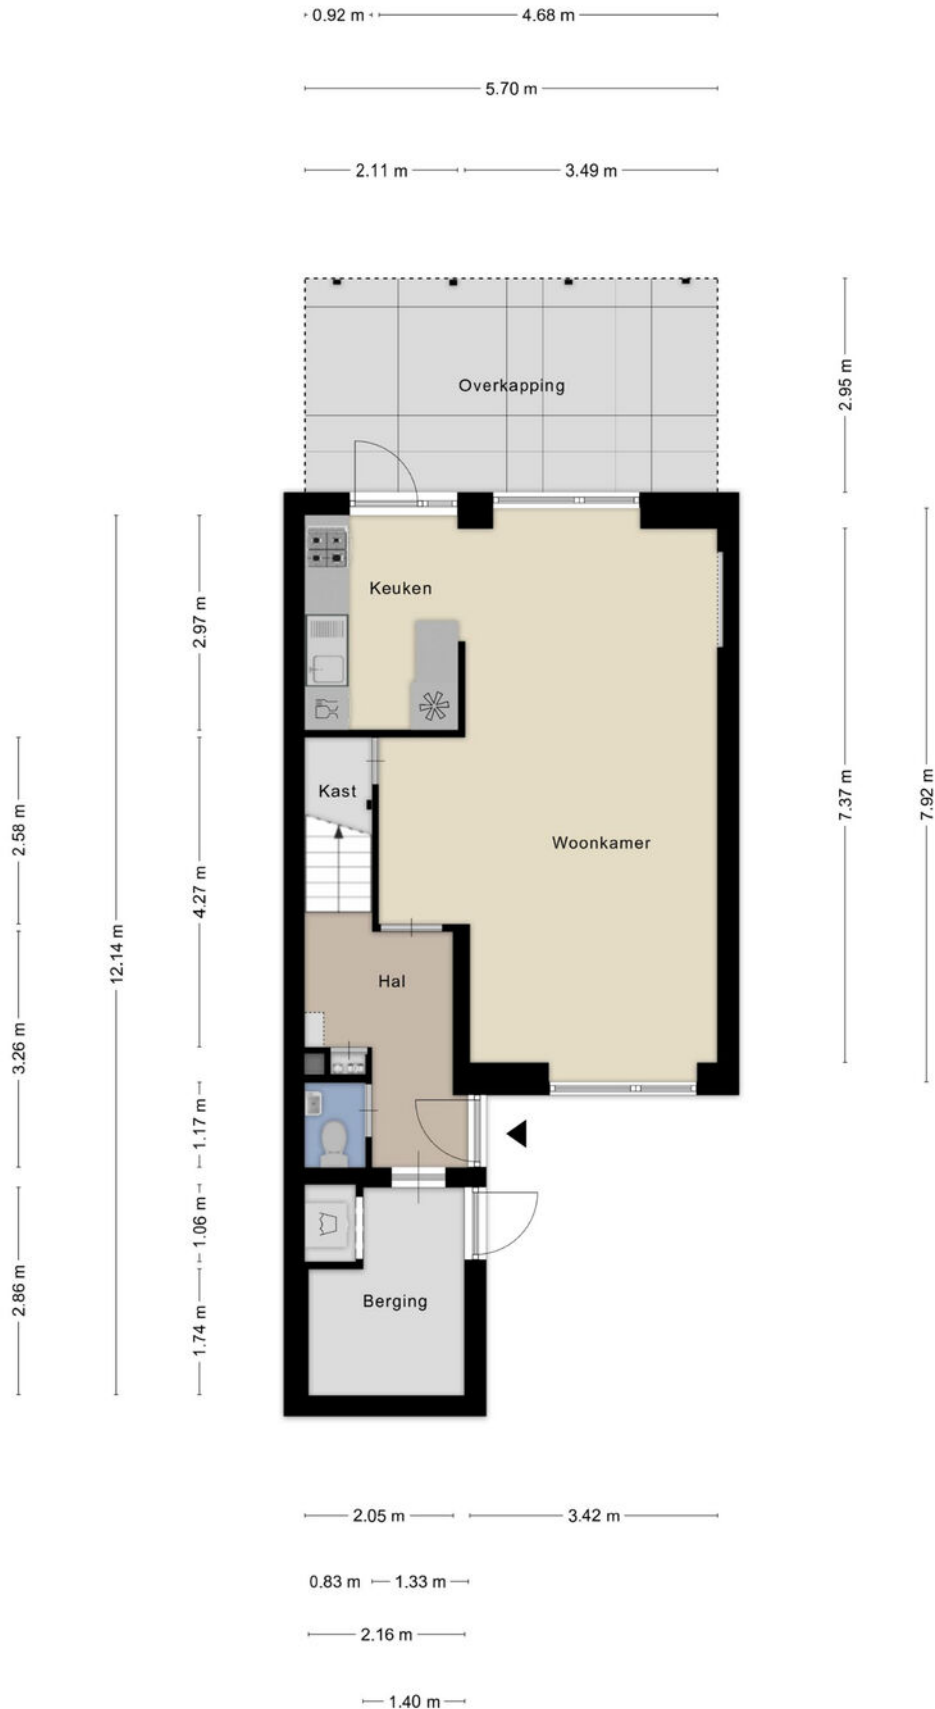 0.92 m
4.68 m
5.70 m
2.11 m
3.49 m
Overkapping
2.95 m
Keuken
2.97 m
Kast
7.37 m
7.92 m
2.58 m
Woonkamer
4.27 m
12.14 m
Hal
3.26 m
1.17 m
1.06 m
2.86 m
Berging
1.74 m
2.05 m
3.42 m
0.83 m
1.33 m
2.16 m
1.40 m